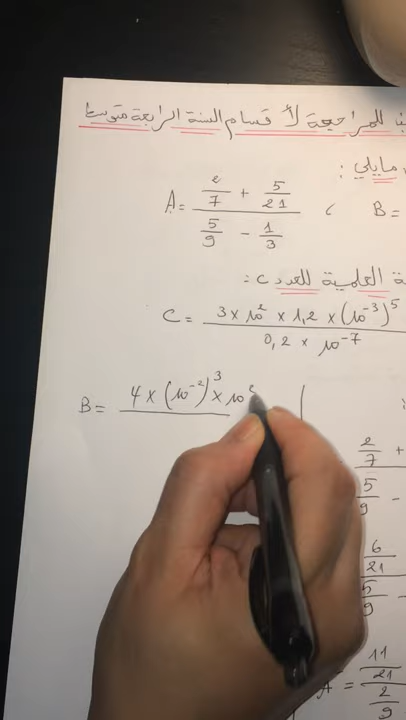 للمراجعة لأقسام السنة الرابعة متوسط
مايلي :
A = (2/7 + 5/21) / (5/9 - 1/3) ، B =
العلمية للعدد C :
C = 3 × 10² × 1,2 × (10⁻³)⁵ / 0,2 × 10⁻⁷
B = 4 × (10⁻²)³ × 10
2/7 +
5/9 -
6/21
5/9 -
A = 11/21 / 2/9